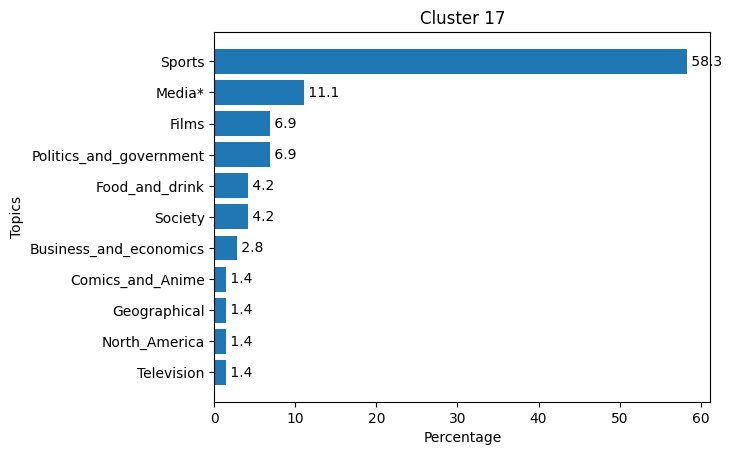 Cluster 17
Topics
Sports 58.3
Media* 11.1
Films 6.9
Politics_and_government 6.9
Food_and_drink 4.2
Society 4.2
Business_and_economics 2.8
Comics_and_Anime 1.4
Geographical 1.4
North_America 1.4
Television 1.4
0 10 20 30 40 50 60
Percentage